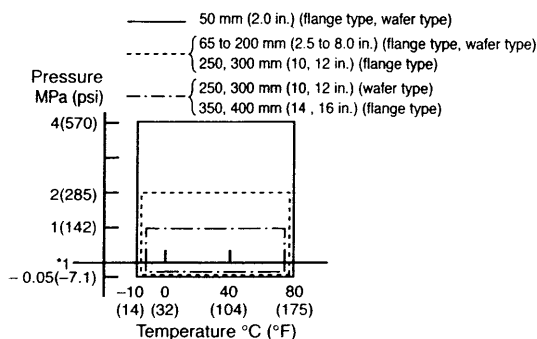 50 mm (2.0 in.) (flange type, wafer type)
65 to 200 mm (2.5 to 8.0 in.) (flange type, wafer type)
250, 300 mm (10, 12 in.) (flange type)
250, 300 mm (10, 12 in.) (wafer type)
350, 400 mm (14 , 16 in.) (flange type)
Pressure
MPa (psi)
4(570)
2(285)
1(142)
*1
– 0.05(–7.1)
–10 0 40 80
(14) (32) (104) (175)
Temperature °C (°F)